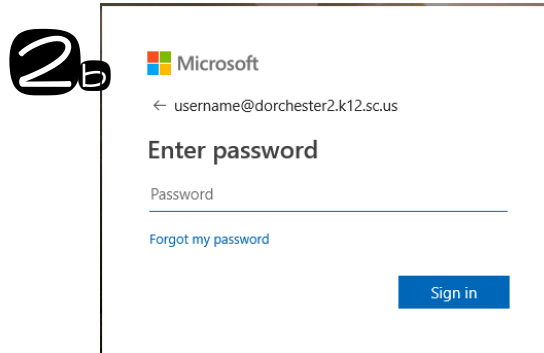 2b
Microsoft
← username@dorchester2.k12.sc.us
Enter password
Password
Forgot my password
Sign in